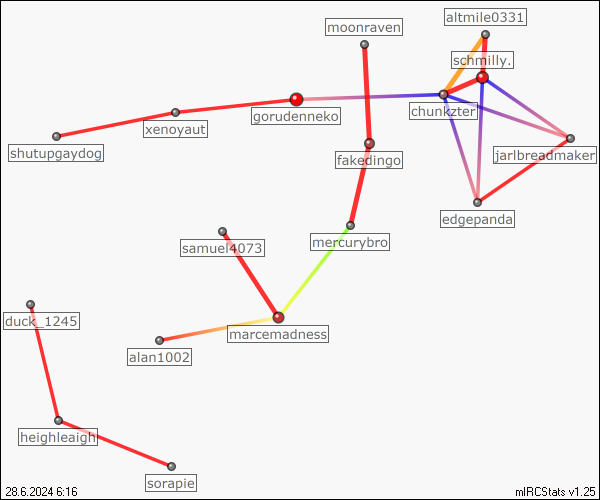 altmile0331
moonraven
schmilly.
chunkzter
gorudenneko
xenoyaut
shutupgaydog
fakedingo
jarlbreadmaker
edgepanda
mercurybro
samuel4073
duck_1245
marcemadness
alan1002
heighleaigh
sorapie
28.6.2024 6:16
mIRCStats v1.25